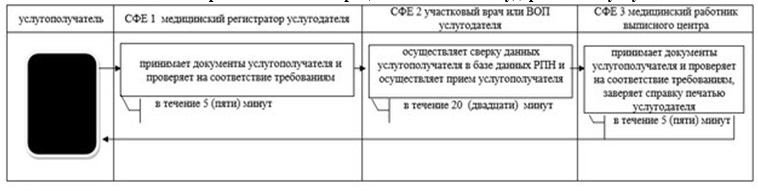 услугополучатель
СФЕ 1 медицинский регистратор услугодателя
СФЕ 2 участковый врач или ВОП
услугодателя
СФЕ 3 медицинский работник
выписного центра
принимает документы услугополучателя и
проверяет на соответствие требованиям
в течение 5 (пяти) минут
осуществляет сверку данных
услугополучателя в базе данных РПН и
осуществляет прием услугополучателя
в течение 20 (двадцати) минут
принимает документы
услугополучателя и проверяет
на соответствие требованиям,
заверяет справку печатью
услугодателя
в течение 5 (пяти) минут